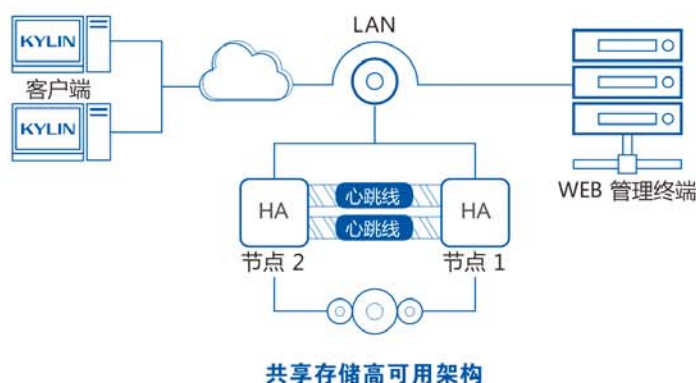 LAN
KYLIN
客户端
KYLIN
WEB 管理终端
HA
心跳线
HA
心跳线
节点 2
节点 1
共享存储高可用架构